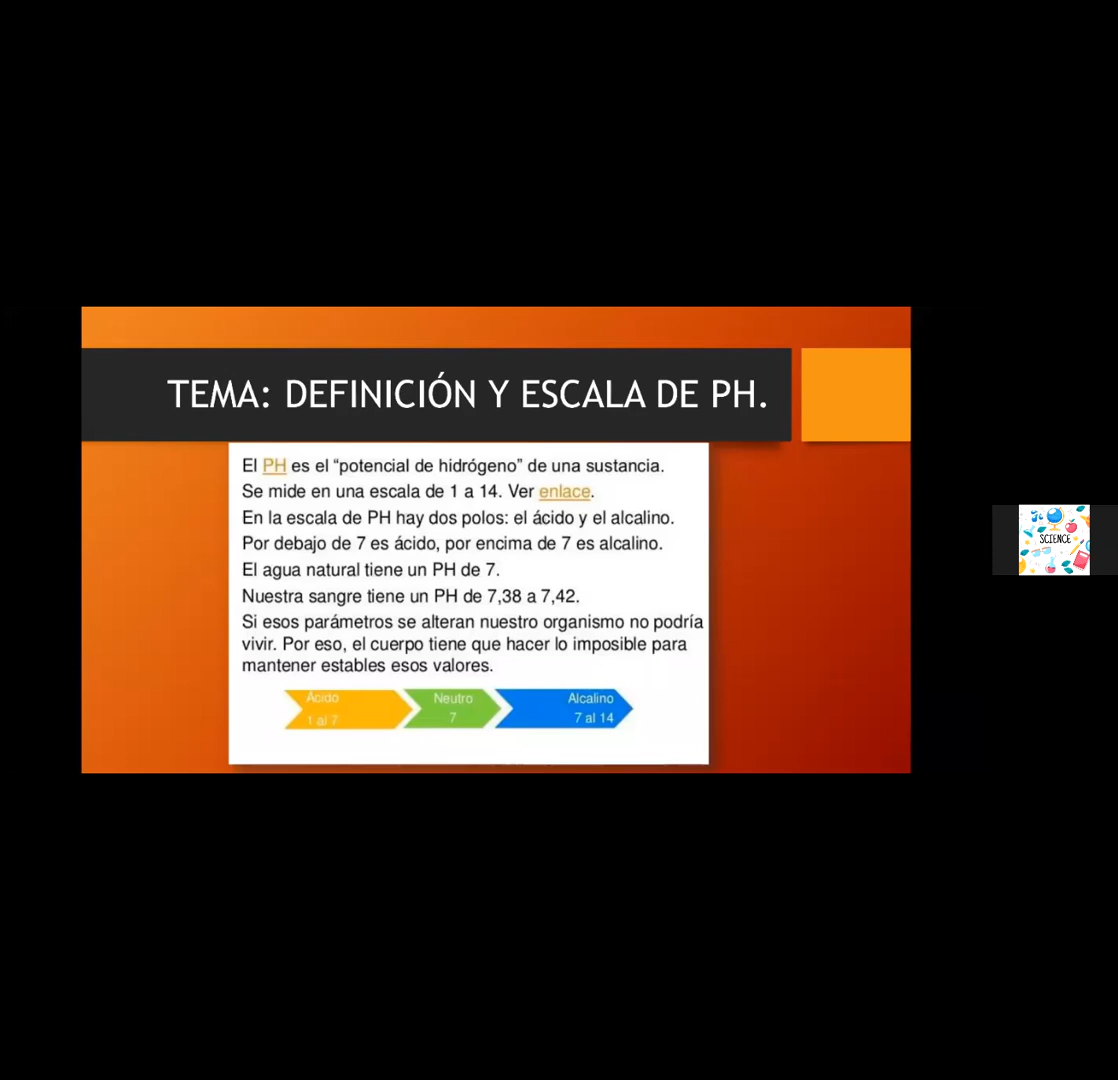 TEMA: DEFINICIÓN Y ESCALA DE PH.
El PH es el “potencial de hidrógeno” de una sustancia.
Se mide en una escala de 1 a 14. Ver enlace.
En la escala de PH hay dos polos: el ácido y el alcalino.
Por debajo de 7 es ácido, por encima de 7 es alcalino.
El agua natural tiene un PH de 7.
Nuestra sangre tiene un PH de 7,38 a 7,42.
Si esos parámetros se alteran nuestro organismo no podría
vivir. Por eso, el cuerpo tiene que hacer lo imposible para
mantener estables esos valores.
Ácido
1 al 7
Neutro
7
Alcalino
7 al 14
SCIENCE